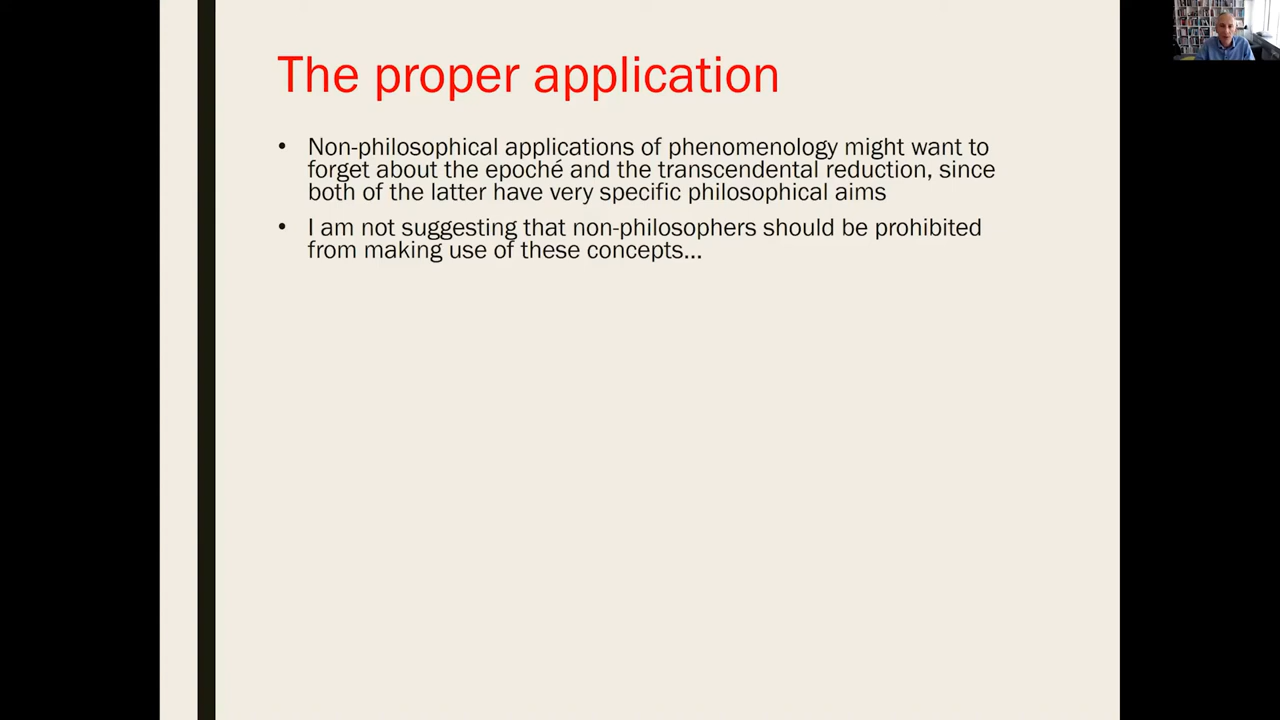 The proper application
• Non-philosophical applications of phenomenology might want to
forget about the epoché and the transcendental reduction, since
both of the latter have very specific philosophical aims
• I am not suggesting that non-philosophers should be prohibited
from making use of these concepts...